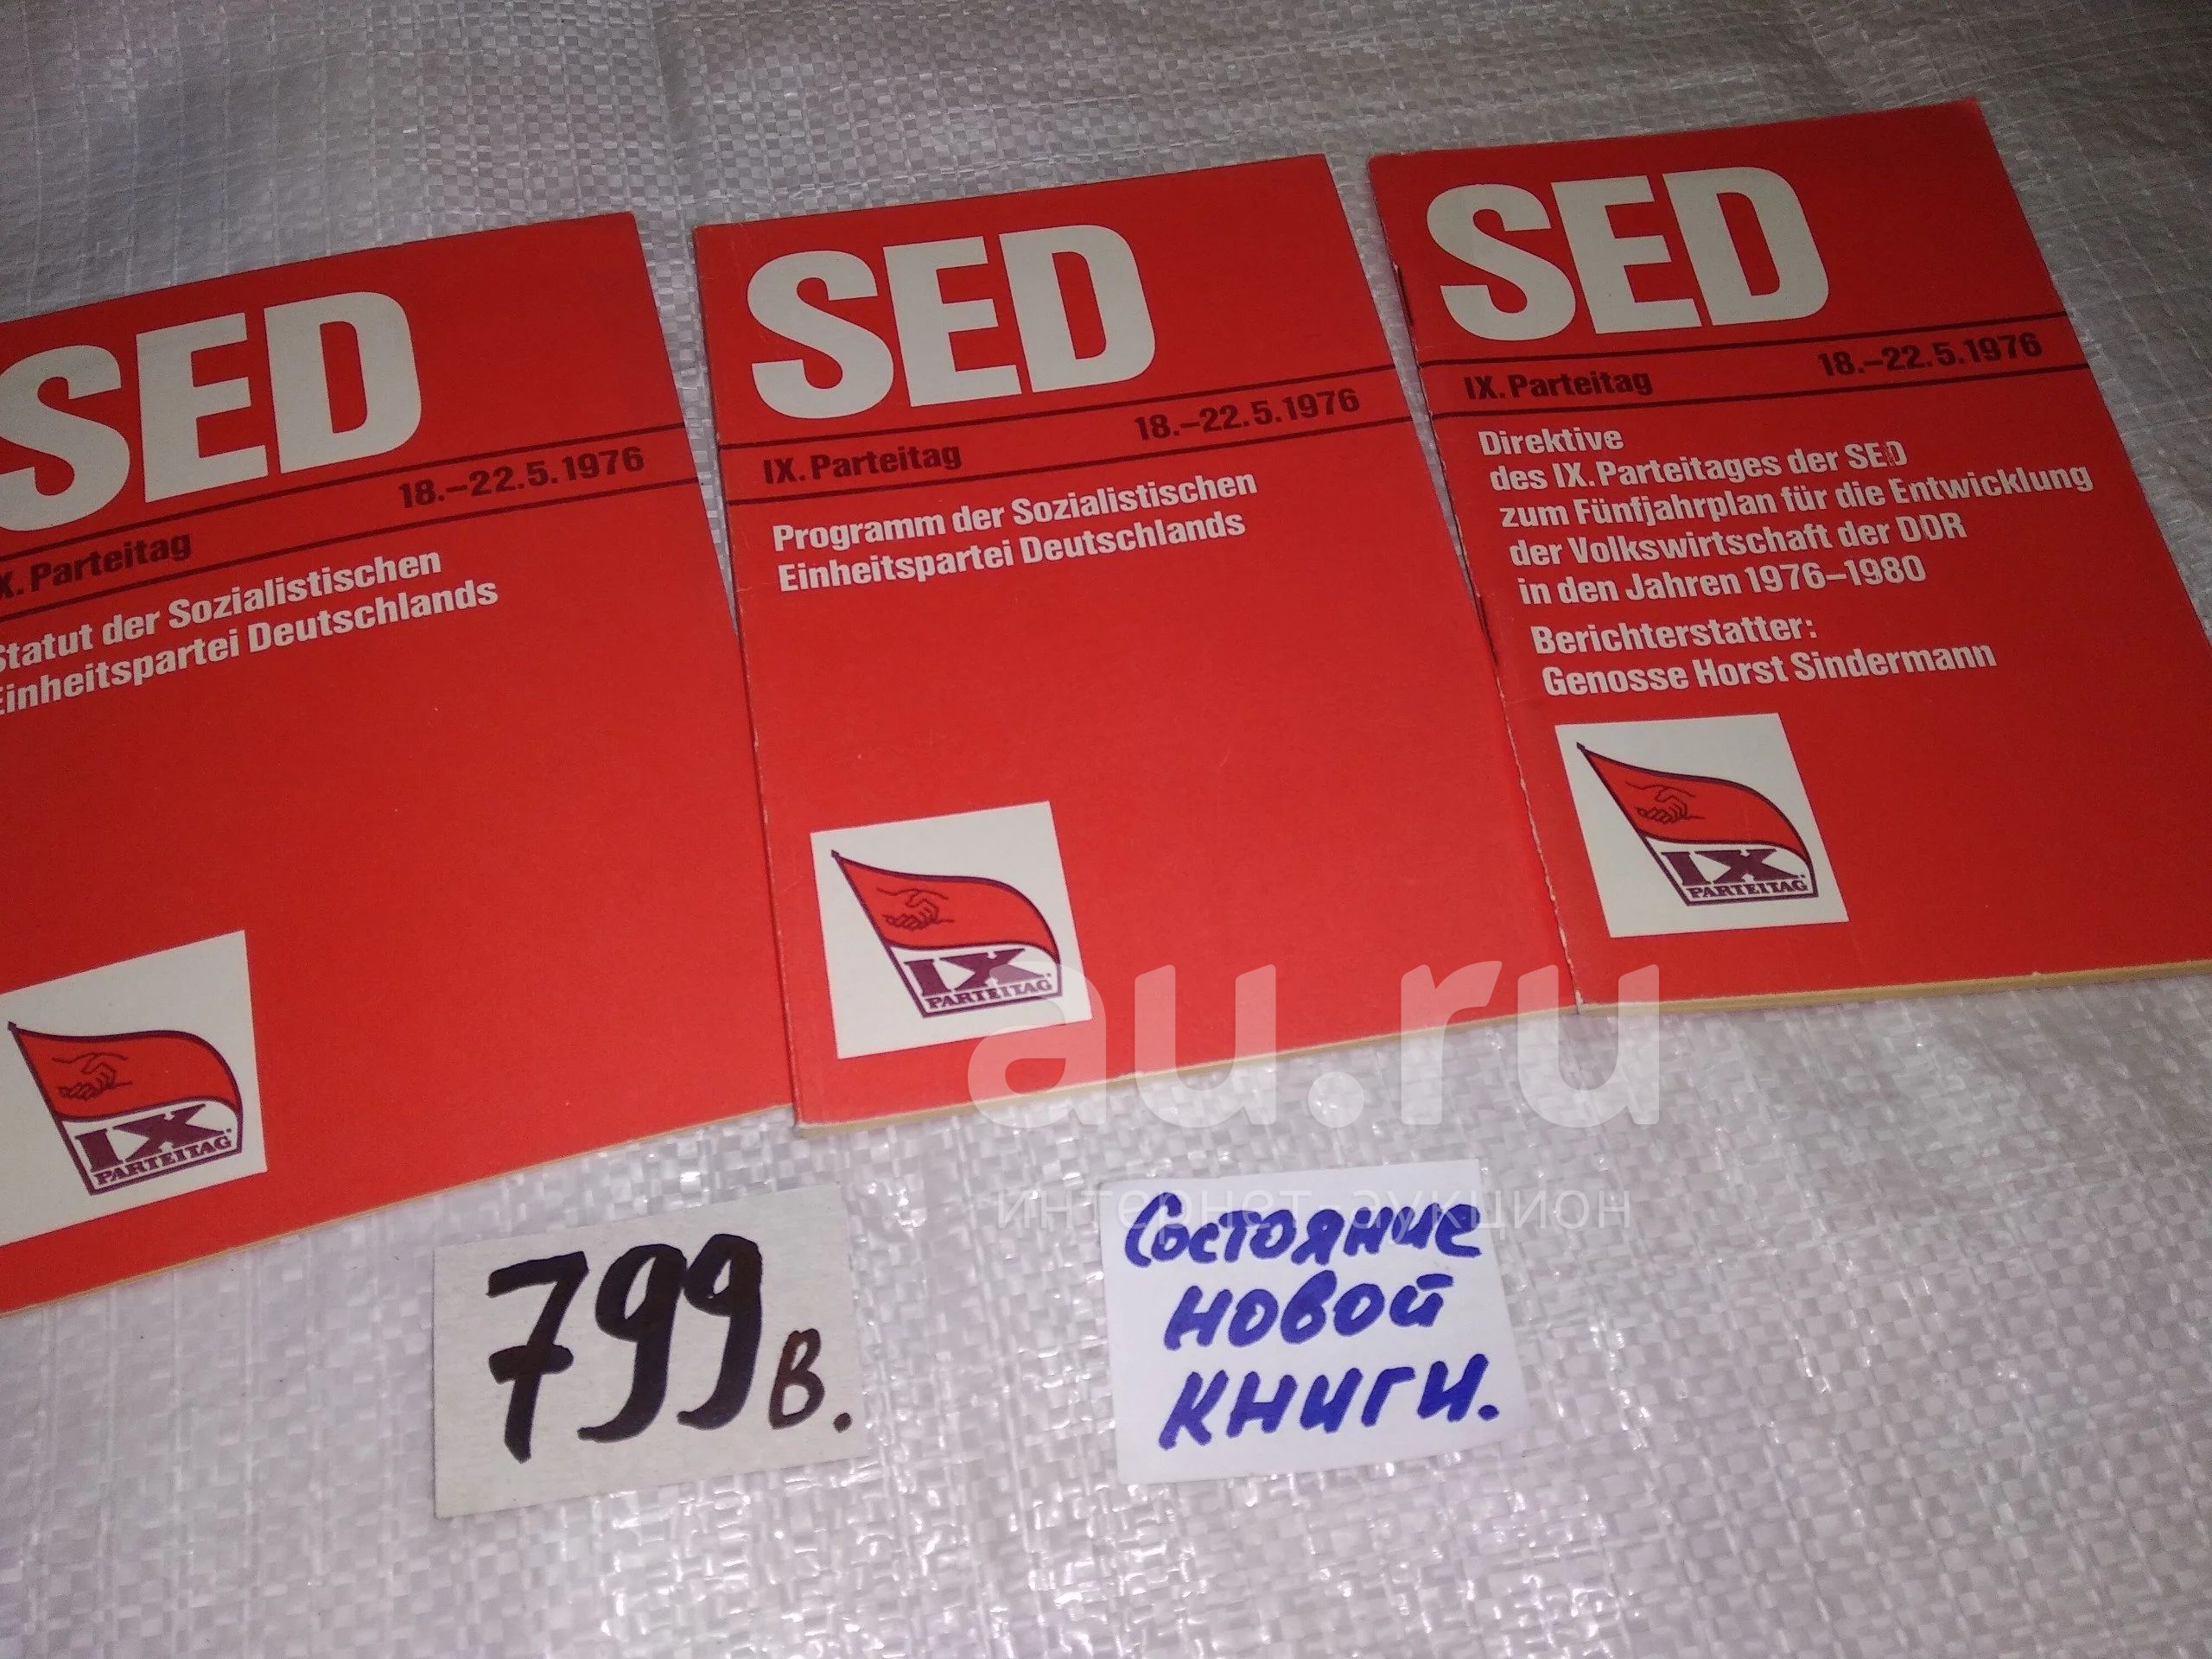 SED
18.–22.5.1976
X. Parteitag
Statut der Sozialistischen
Einheitspartei Deutschlands
IX.
PARTEITAG
SED
IX. Parteitag 18.–22.5.1976
Programm der Sozialistischen
Einheitspartei Deutschlands
IX.
PARTEITAG
SED
IX. Parteitag 18.–22.5.1976
Direktive
des IX. Parteitages der SED
zum Fünfjahrplan für die Entwicklung
der Volkswirtschaft der DDR
in den Jahren 1976–1980
Berichterstatter:
Genosse Horst Sindermann
IX.
PARTEITAG
au.ru
интернет аукцион
799в.
Состояние
новой
книги.